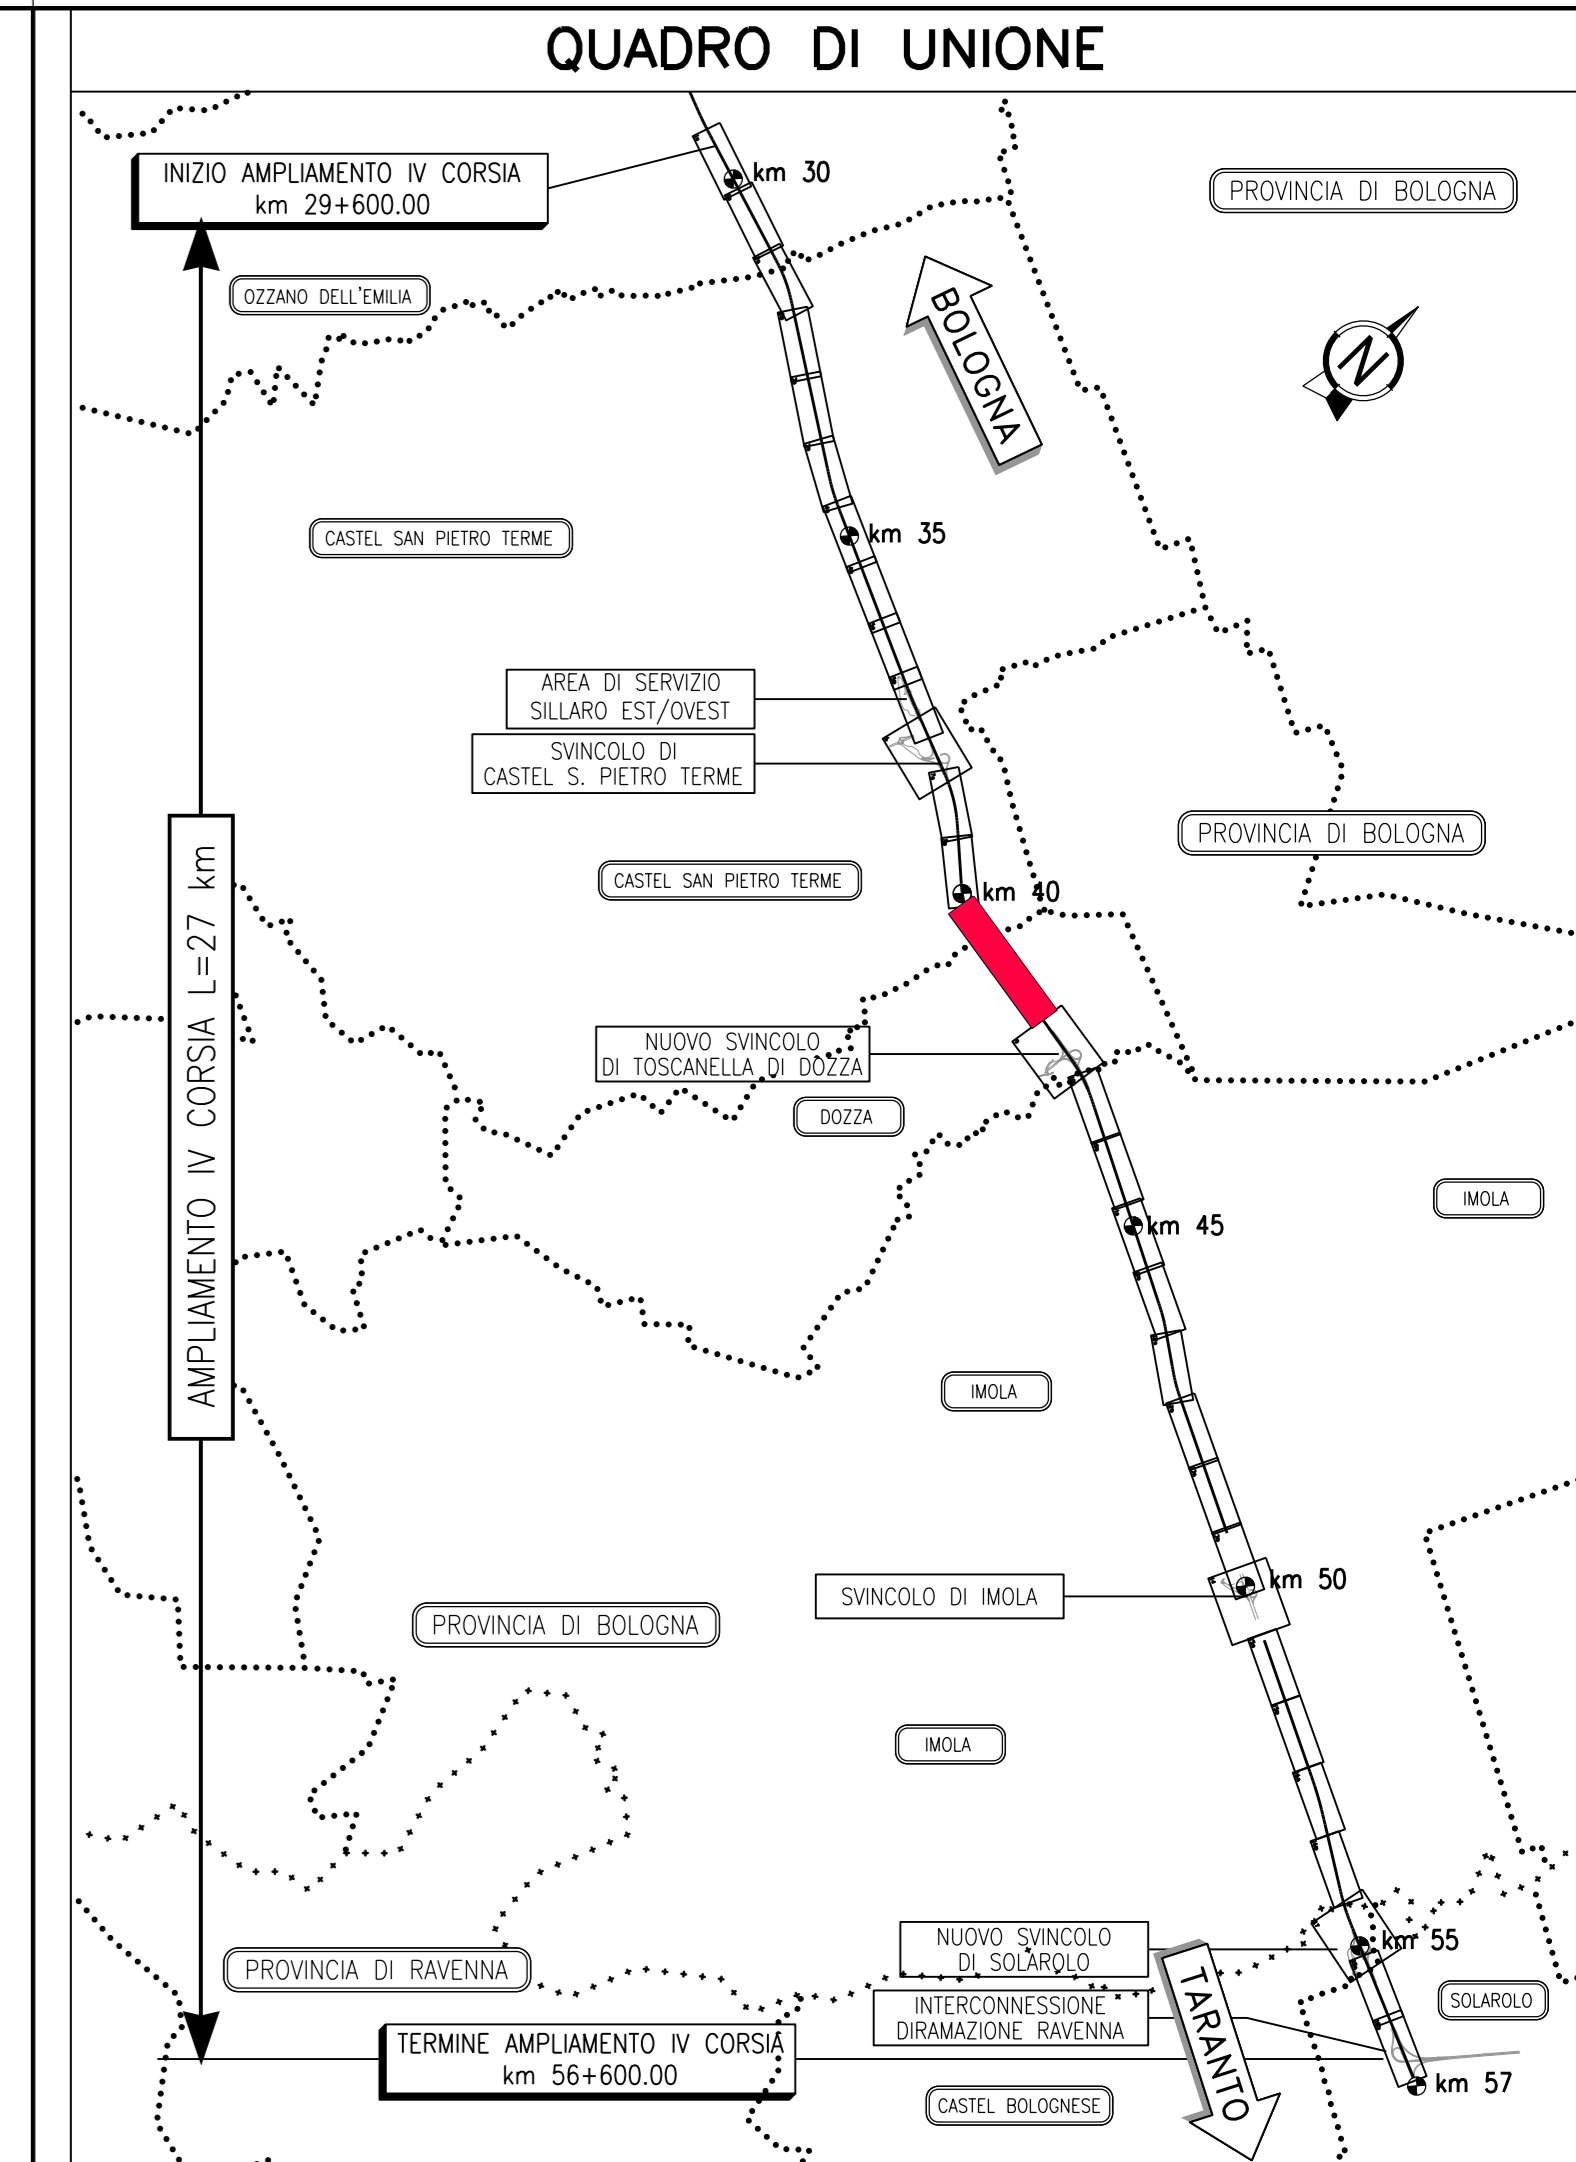 QUADRO DI UNIONE
INIZIO AMPLIAMENTO IV CORSIA
km 29+600.00
km 30
PROVINCIA DI BOLOGNA
OZZANO DELL'EMILIA
BOLOGNA
N
CASTEL SAN PIETRO TERME
km 35
AREA DI SERVIZIO
SILLARO EST/OVEST
SVINCOLO DI
CASTEL S. PIETRO TERME
PROVINCIA DI BOLOGNA
CASTEL SAN PIETRO TERME
km 40
AMPLIAMENTO IV CORSIA L=27 km
NUOVO SVINCOLO
DI TOSCANELLA DI DOZZA
DOZZA
IMOLA
km 45
IMOLA
km 50
SVINCOLO DI IMOLA
PROVINCIA DI BOLOGNA
IMOLA
NUOVO SVINCOLO
DI SOLAROLO
km 55
PROVINCIA DI RAVENNA
SOLAROLO
INTERCONNESSIONE
DIRAMAZIONE RAVENNA
TARANTO
TERMINE AMPLIAMENTO IV CORSIA
km 56+600.00
km 57
CASTEL BOLOGNESE